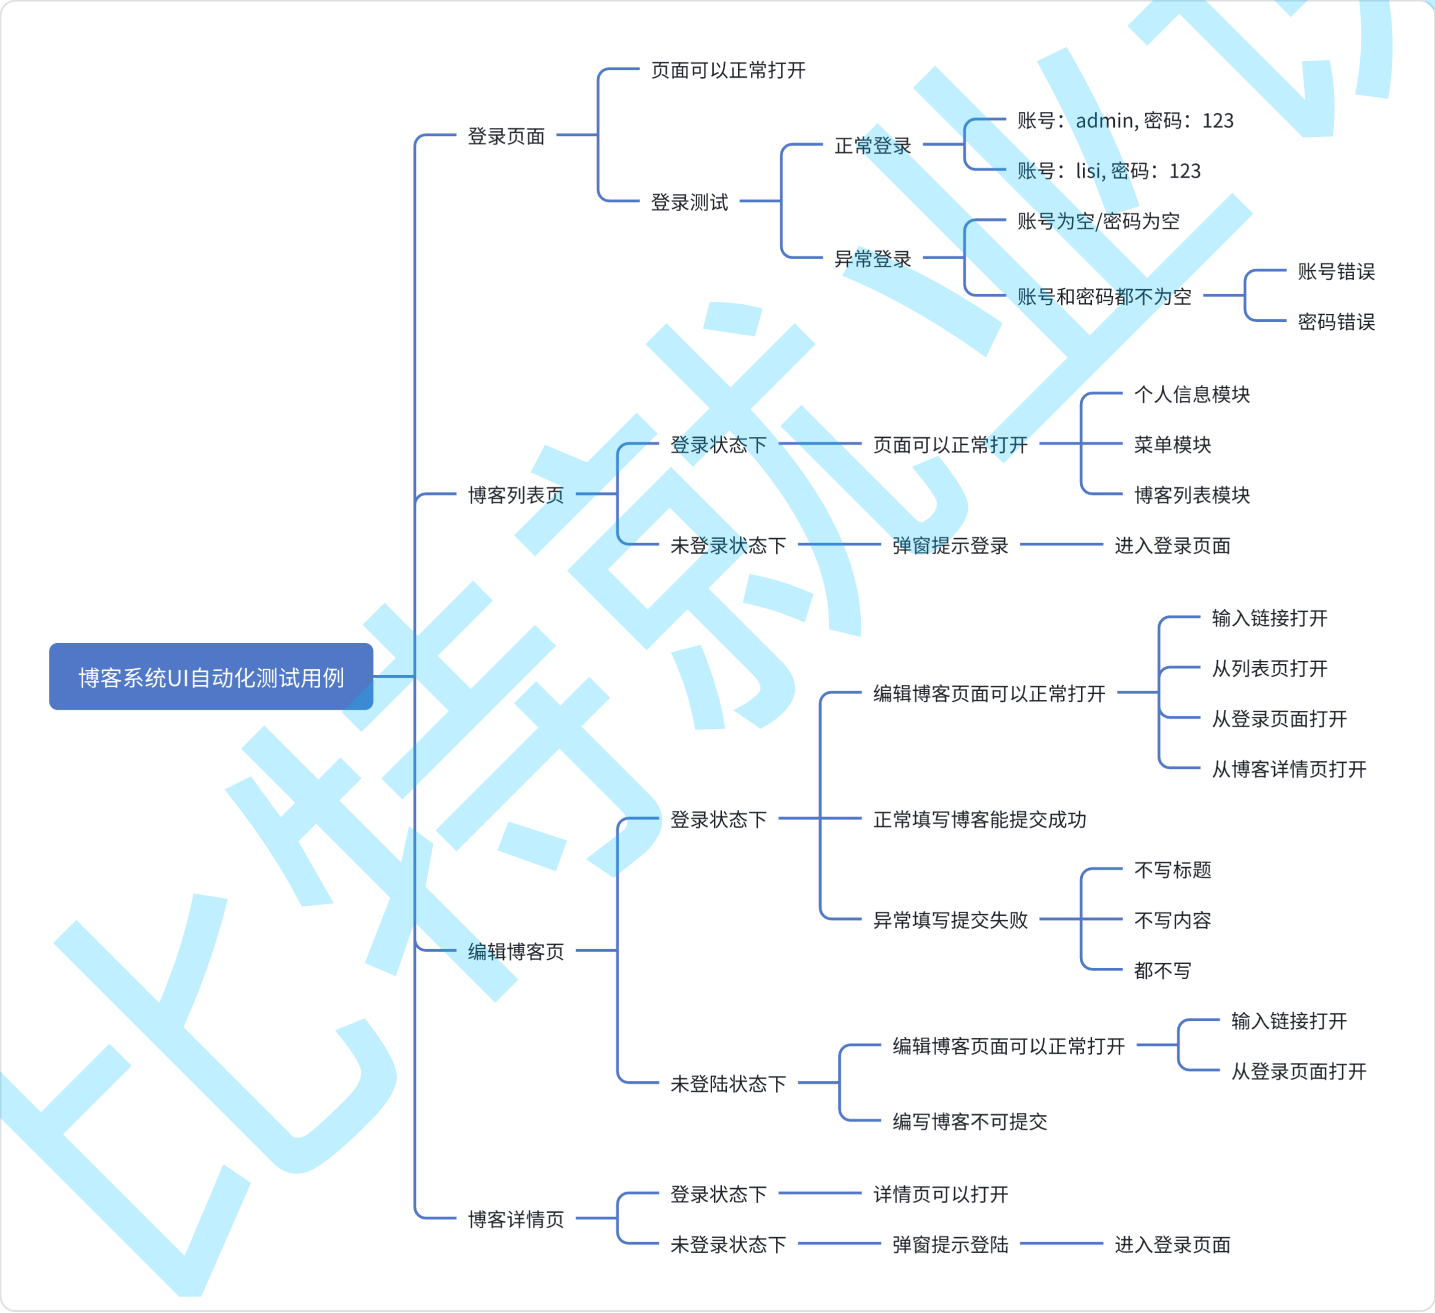 博客系统UI自动化测试用例
登录页面
页面可以正常打开
登录测试
正常登录
账号：admin, 密码：123
账号：lisi, 密码：123
异常登录
账号为空/密码为空
账号和密码都不为空
账号错误
密码错误
博客列表页
登录状态下
页面可以正常打开
个人信息模块
菜单模块
博客列表模块
未登录状态下
弹窗提示登录
进入登录页面
编辑博客页
登录状态下
编辑博客页面可以正常打开
输入链接打开
从列表页打开
从登录页面打开
从博客详情页打开
正常填写博客能提交成功
异常填写提交失败
不写标题
不写内容
都不写
未登陆状态下
编辑博客页面可以正常打开
输入链接打开
从登录页面打开
编写博客不可提交
博客详情页
登录状态下
详情页可以打开
未登录状态下
弹窗提示登陆
进入登录页面
比特就业